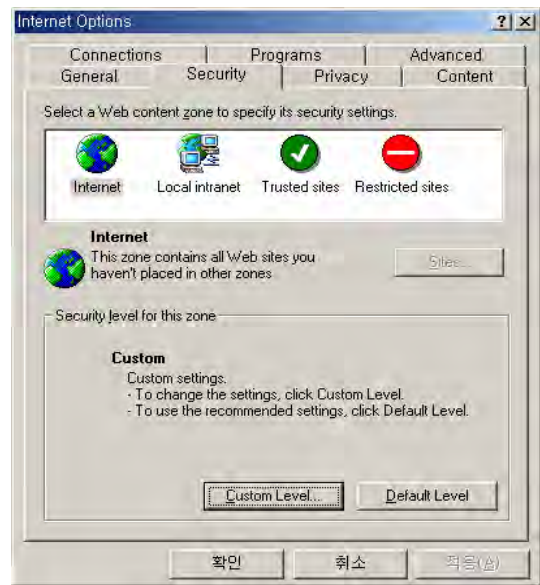 Internet Options
Connections Programs Advanced
General Security Privacy Content
Select a Web content zone to specify its security settings.
Internet Local intranet Trusted sites Restricted sites
Internet
This zone contains all Web sites you
haven't placed in other zones
Sites...
Security level for this zone
Custom
Custom settings.
- To change the settings, click Custom Level.
- To use the recommended settings, click Default Level.
Custom Level... Default Level
확인 취소 적용(A)